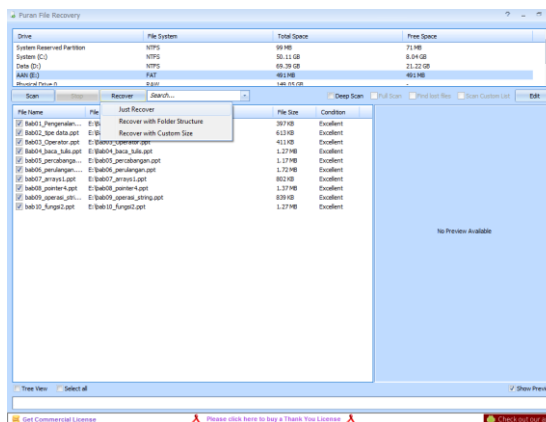 Puran File Recovery
Drive File System Total Space Free Space
System Reserved Partition NTFS 99 MB 71 MB
System (C:) NTFS 50.11 GB 8.04 GB
Data (D:) NTFS 69.39 GB 21.22 GB
AAN (E:) FAT 481 MB 481 MB
Physical Drive 0 RAW 149.05 GB
Scan Stop Recover Search... Deep Scan Full Scan Find lost files Scan Custom List Edit
Just Recover
Recover with Folder Structure
Recover with Custom Size
File Name File Size Condition
Bab01_Pengenalan... 397 KB Excellent
Bab02_tipe data.ppt 613 KB Excellent
Bab03_Operator.ppt E:\Bab03_Operator.ppt 411 KB Excellent
Bab04_baca_tulis.ppt E:\Bab04_baca_tulis.ppt 1.27 MB Excellent
bab05_percabanga... E:\bab05_percabangan.ppt 1.17 MB Excellent
bab06_perulangan.... E:\bab06_perulangan.ppt 1.72 MB Excellent
bab07_arrays1.ppt E:\bab07_arrays1.ppt 802 KB Excellent
bab08_pointer4.ppt E:\bab08_pointer4.ppt 1.37 MB Excellent
bab09_operasi_stri... E:\bab09_operasi_string.ppt 839 KB Excellent
bab10_fungsi2.ppt E:\bab10_fungsi2.ppt 1.27 MB Excellent
No Preview Available
Tree View Select all Show Previ
Get Commercial License Please click here to buy a Thank You License Check out our